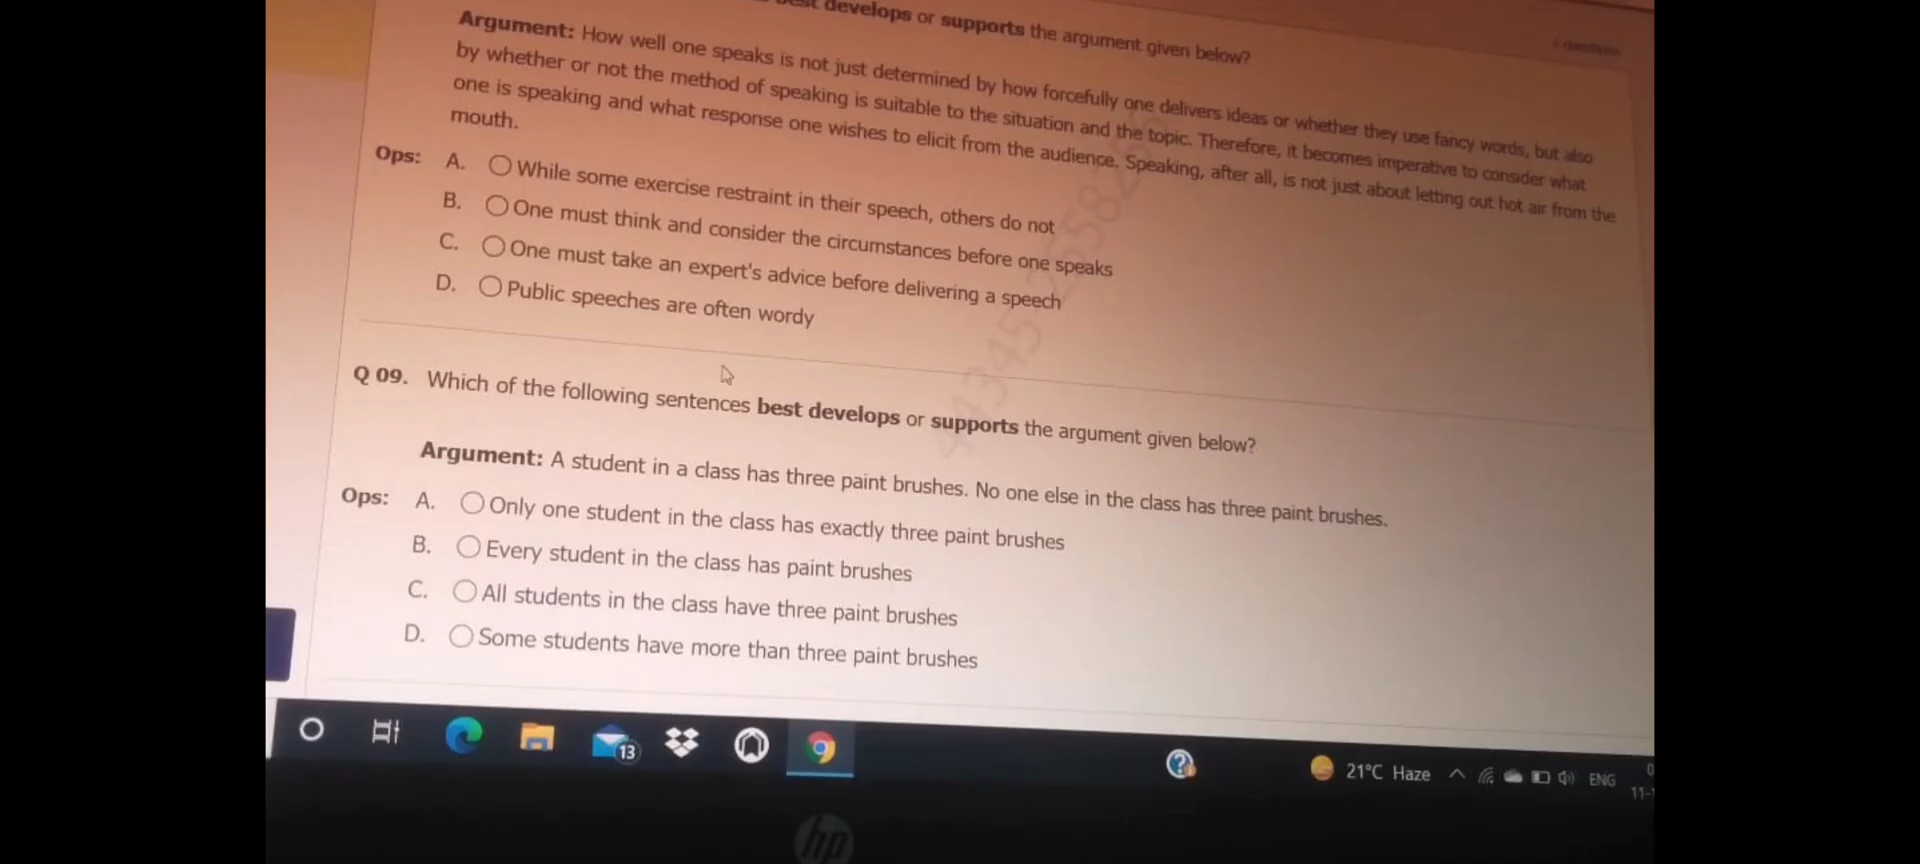 best develops or supports the argument given below?
7 questions
Argument: How well one speaks is not just determined by how forcefully one delivers ideas or whether they use fancy words, but also
by whether or not the method of speaking is suitable to the situation and the topic. Therefore, it becomes imperative to consider what
one is speaking and what response one wishes to elicit from the audience. Speaking, after all, is not just about letting out hot air from the
mouth.
Ops: A. While some exercise restraint in their speech, others do not
B. One must think and consider the circumstances before one speaks
C. One must take an expert's advice before delivering a speech
D. Public speeches are often wordy
Q 09. Which of the following sentences best develops or supports the argument given below?
Argument: A student in a class has three paint brushes. No one else in the class has three paint brushes.
Ops: A. Only one student in the class has exactly three paint brushes
B. Every student in the class has paint brushes
C. All students in the class have three paint brushes
D. Some students have more than three paint brushes
13
21°C Haze ENG
11-
hp